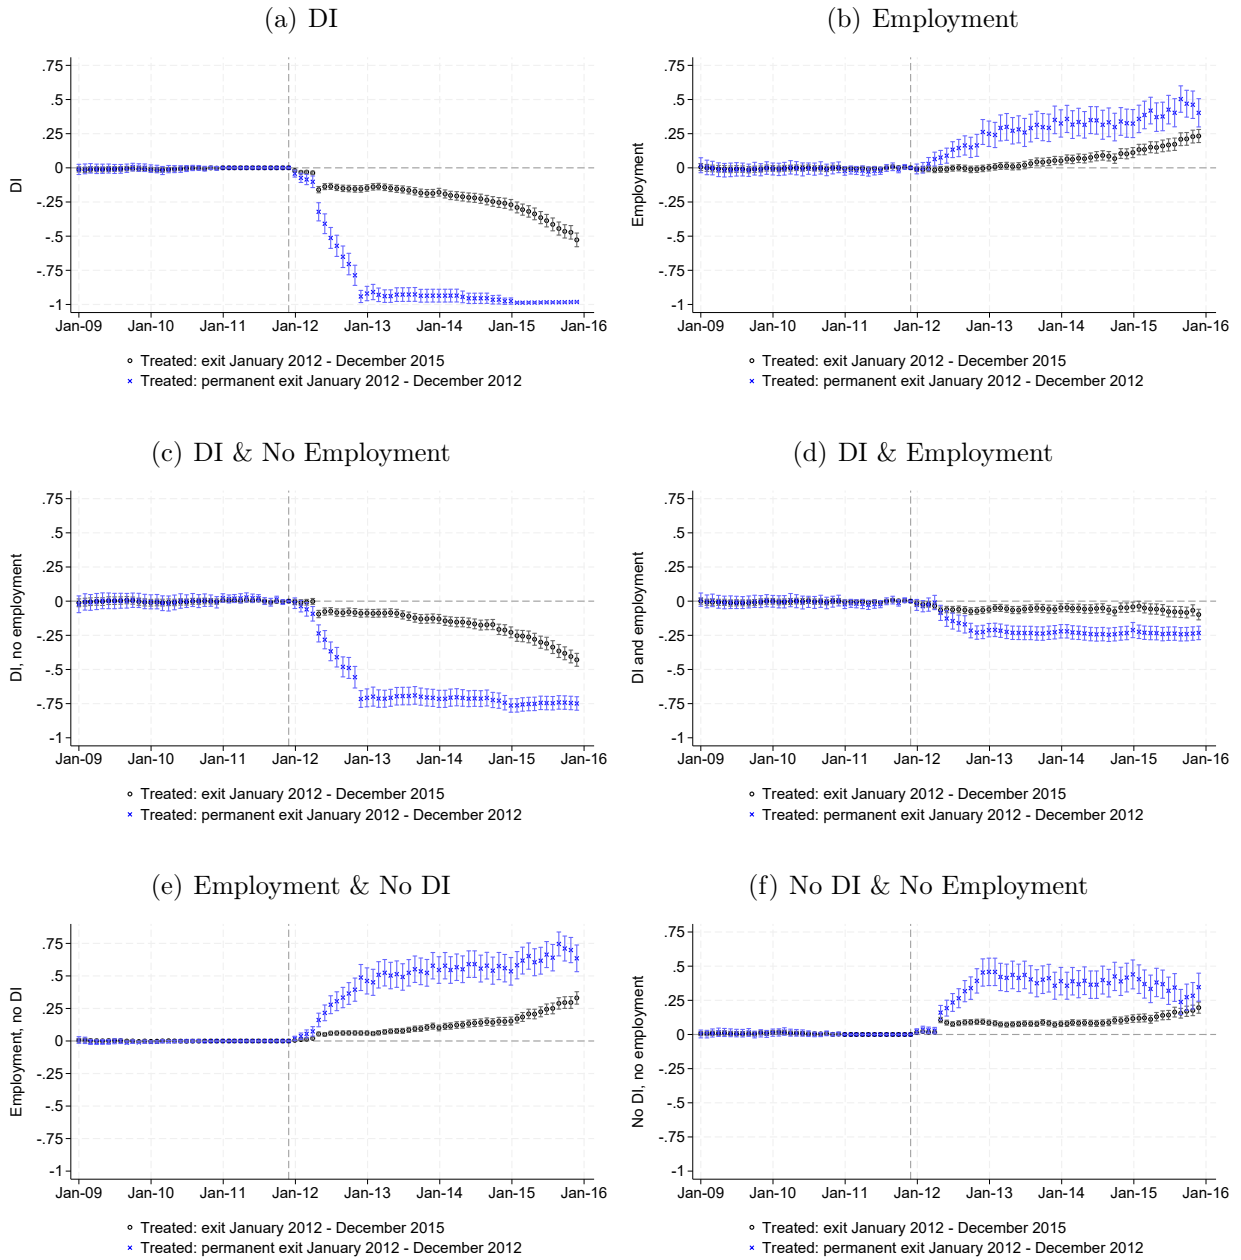 (a) DI
.75
.5
.25
0
-.25
-.5
-.75
-1
DI
Jan-09 Jan-10 Jan-11 Jan-12 Jan-13 Jan-14 Jan-15 Jan-16
Treated: exit January 2012 - December 2015
Treated: permanent exit January 2012 - December 2012
(b) Employment
.75
.5
.25
0
-.25
-.5
-.75
-1
Employment
Jan-09 Jan-10 Jan-11 Jan-12 Jan-13 Jan-14 Jan-15 Jan-16
Treated: exit January 2012 - December 2015
Treated: permanent exit January 2012 - December 2012
(c) DI & No Employment
.75
.5
.25
0
-.25
-.5
-.75
-1
DI, no employment
Jan-09 Jan-10 Jan-11 Jan-12 Jan-13 Jan-14 Jan-15 Jan-16
Treated: exit January 2012 - December 2015
Treated: permanent exit January 2012 - December 2012
(d) DI & Employment
.75
.5
.25
0
-.25
-.5
-.75
-1
DI and employment
Jan-09 Jan-10 Jan-11 Jan-12 Jan-13 Jan-14 Jan-15 Jan-16
Treated: exit January 2012 - December 2015
Treated: permanent exit January 2012 - December 2012
(e) Employment & No DI
.75
.5
.25
0
-.25
-.5
-.75
-1
Employment, no DI
Jan-09 Jan-10 Jan-11 Jan-12 Jan-13 Jan-14 Jan-15 Jan-16
Treated: exit January 2012 - December 2015
Treated: permanent exit January 2012 - December 2012
(f) No DI & No Employment
.75
.5
.25
0
-.25
-.5
-.75
-1
No DI, no employment
Jan-09 Jan-10 Jan-11 Jan-12 Jan-13 Jan-14 Jan-15 Jan-16
Treated: exit January 2012 - December 2015
Treated: permanent exit January 2012 - December 2012